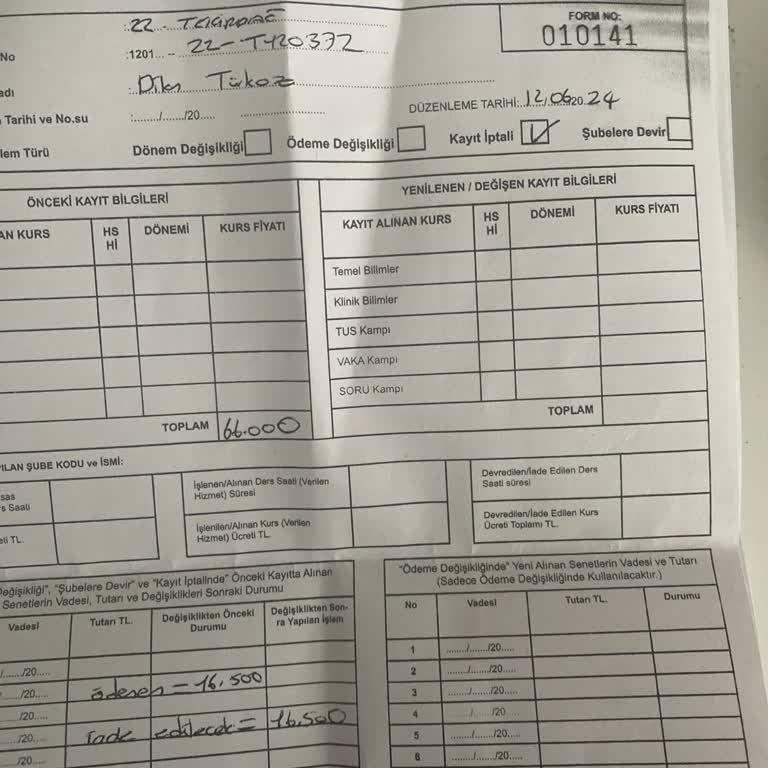 22 - TEKİRDAĞ
FORM NO:
010141
No :1201... - 22-T420372
adı : Dila Türkoz
DÜZENLEME TARİHİ: 12.06.2024
Tarihi ve No.su :......./......./20.....
lem Türü Dönem Değişikliği Ödeme Değişikliği Kayıt İptali Şubelere Devir
ÖNCEKİ KAYIT BİLGİLERİ
AN KURS HS Hİ DÖNEMİ KURS FİYATI
TOPLAM 66.000
YENİLENEN / DEĞİŞEN KAYIT BİLGİLERİ
KAYIT ALINAN KURS HS Hİ DÖNEMİ KURS FİYATI
Temel Bilimler
Klinik Bilimler
TUS Kampı
VAKA Kampı
SORU Kampı
TOPLAM
ILAN ŞUBE KODU ve İSMİ:
sas
s Saati
eti TL.
İşlenen/Alınan Ders Saati (Verilen
Hizmet) Süresi
İşlenilen/Alınan Kurs (Verilen
Hizmet) Ücreti TL
Devredilen/İade Edilen Ders
Saati süresi
Devredilen/İade Edilen Kurs
Ücreti Toplamı TL.
Değişikliği", "Şubelere Devir" ve "Kayıt İptalinde" Önceki Kayıtta Alınan
Senetlerin Vadesi, Tutarı ve Değişiklikleri Sonraki Durumu
Vadesi Tutarı TL. Değişiklikten Önceki Durumu Değişiklikten Son-
ra Yapılan İşlem
/......./20.....
/20..... ödenen = 16.500
/20.....
/20..... iade edilecek = 16.500
/20.....
"Ödeme Değişikliğinde" Yeni Alınan Senetlerin Vadesi ve Tutarı
(Sadece Ödeme Değişikliğinde Kullanılacaktır.)
No Vadesi Tutarı TL. Durumu
1 ......./......./20.....
2 ......./......./20.....
3 ......./......./20.....
4 / /20.....
5 ......./......./20.....
6 ......./......./20.....